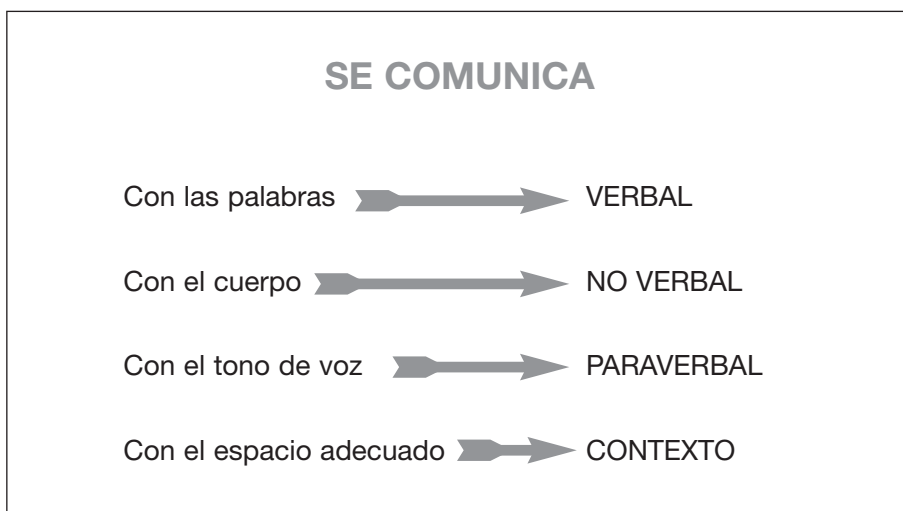 SE COMUNICA
Con las palabras VERBAL
Con el cuerpo NO VERBAL
Con el tono de voz PARAVERBAL
Con el espacio adecuado CONTEXTO